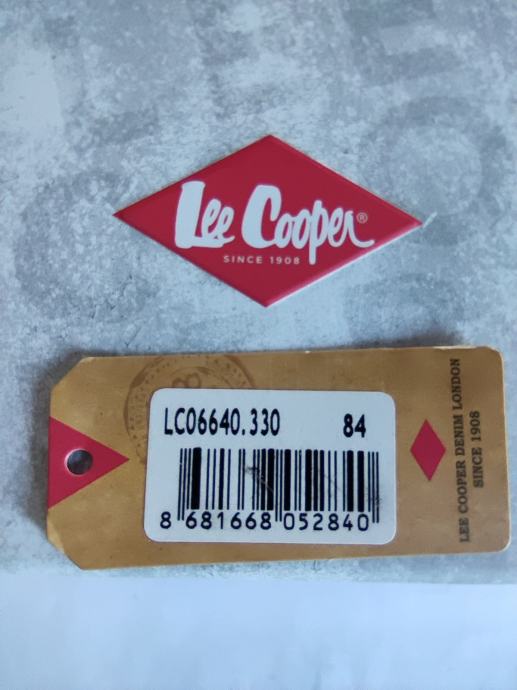 Lee Cooper®
SINCE 1908
LC06640.330 84
8 681668 052840
LEE COOPER DENIM LONDON
SINCE 1908